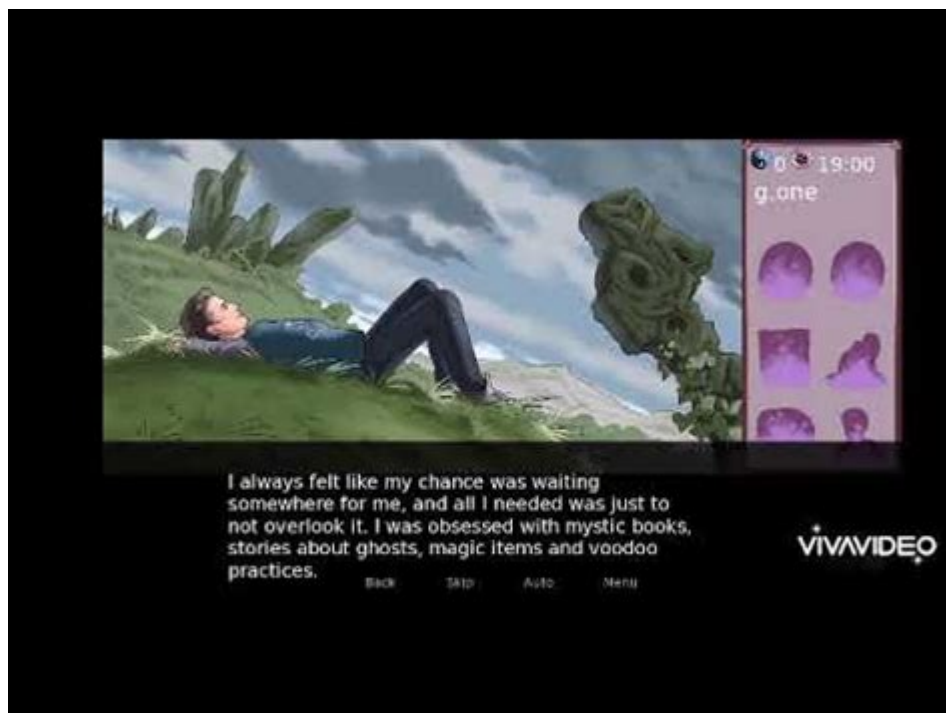 0 19:00
g.one
I always felt like my chance was waiting
somewhere for me, and all I needed was just to
not overlook it. I was obsessed with mystic books,
stories about ghosts, magic items and voodoo
practices.
Back Skip Auto Menu
VIVAVIDEO